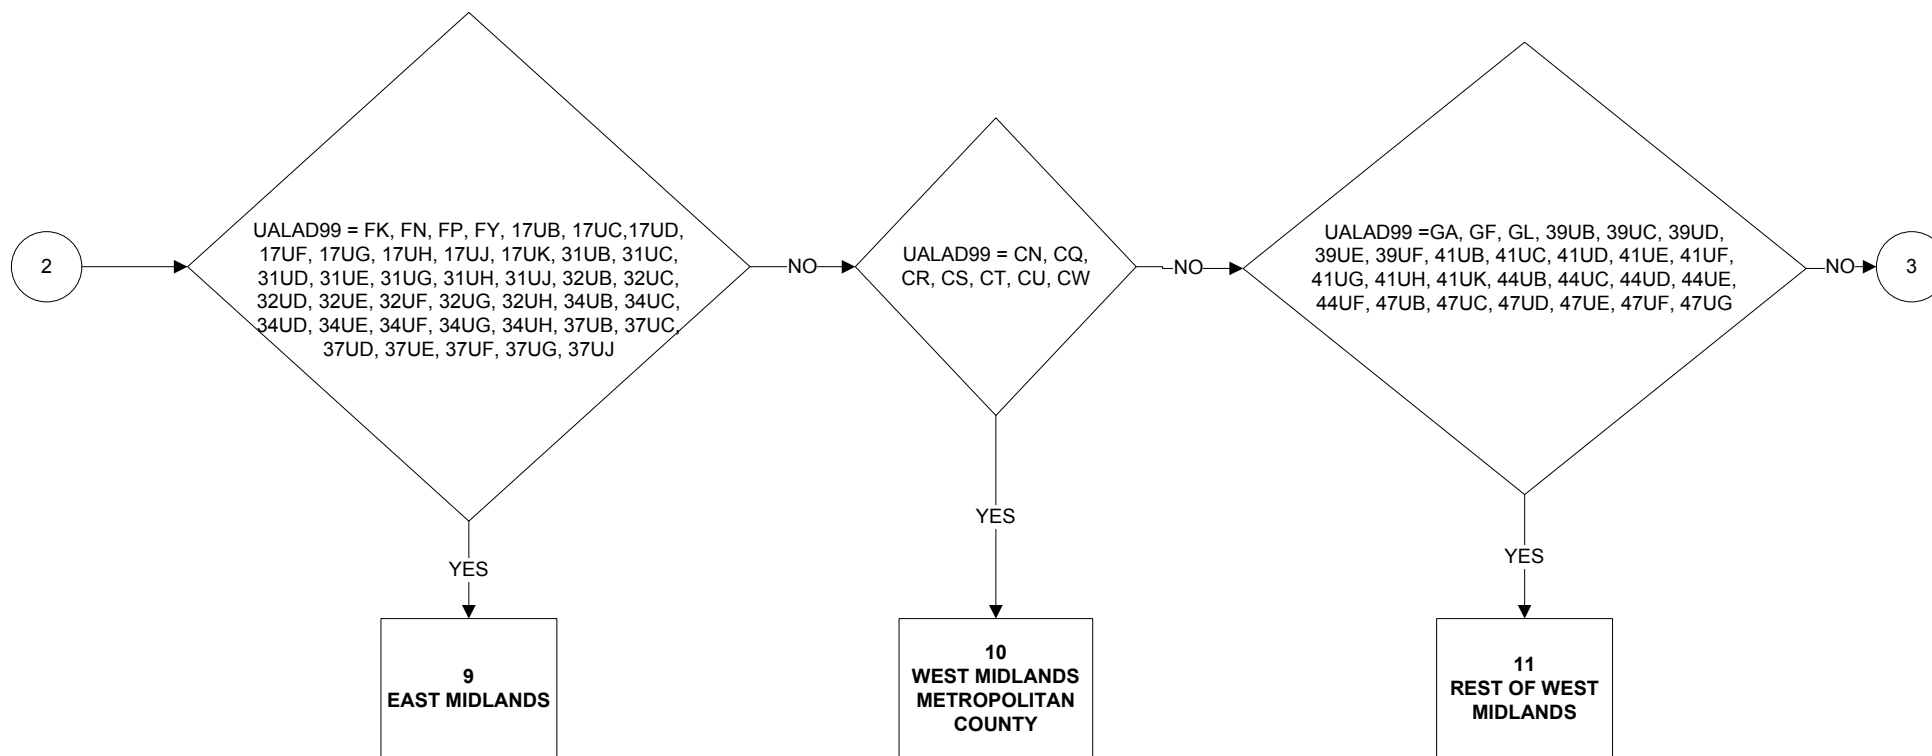 2
UALAD99 = FK, FN, FP, FY, 17UB, 17UC,17UD,
17UF, 17UG, 17UH, 17UJ, 17UK, 31UB, 31UC,
31UD, 31UE, 31UG, 31UH, 31UJ, 32UB, 32UC,
32UD, 32UE, 32UF, 32UG, 32UH, 34UB, 34UC,
34UD, 34UE, 34UF, 34UG, 34UH, 37UB, 37UC,
37UD, 37UE, 37UF, 37UG, 37UJ
NO
UALAD99 = CN, CQ,
CR, CS, CT, CU, CW
NO
UALAD99 =GA, GF, GL, 39UB, 39UC, 39UD,
39UE, 39UF, 41UB, 41UC, 41UD, 41UE, 41UF,
41UG, 41UH, 41UK, 44UB, 44UC, 44UD, 44UE,
44UF, 47UB, 47UC, 47UD, 47UE, 47UF, 47UG
NO
3
YES
YES
YES
9
EAST MIDLANDS
10
WEST MIDLANDS
METROPOLITAN
COUNTY
11
REST OF WEST
MIDLANDS